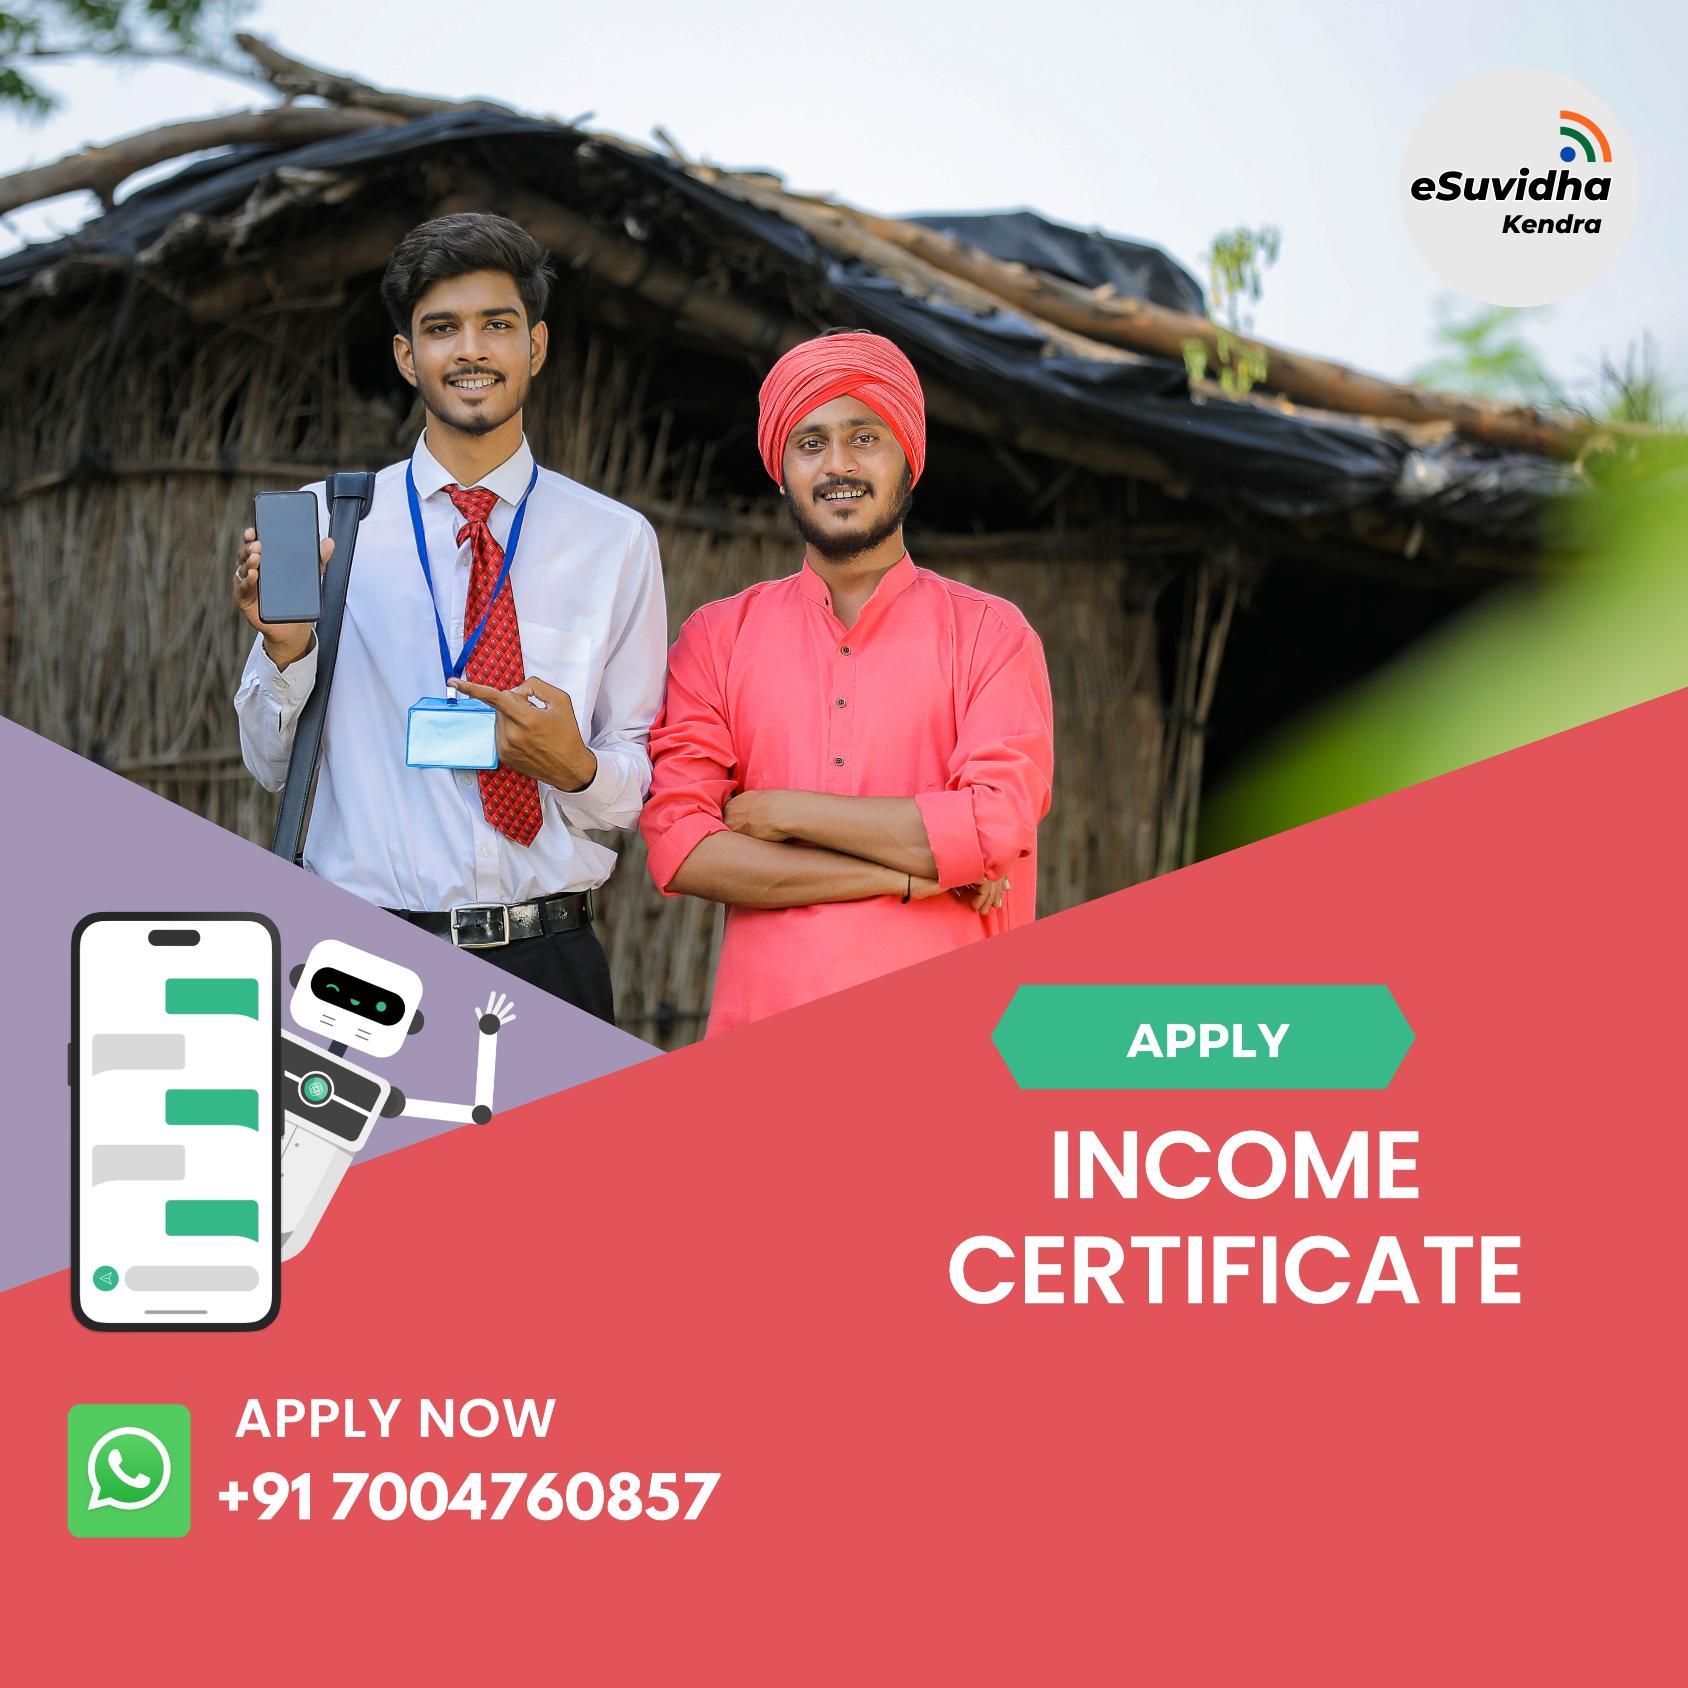 eSuvidha
Kendra
APPLY
INCOME
CERTIFICATE
APPLY NOW
+91 7004760857